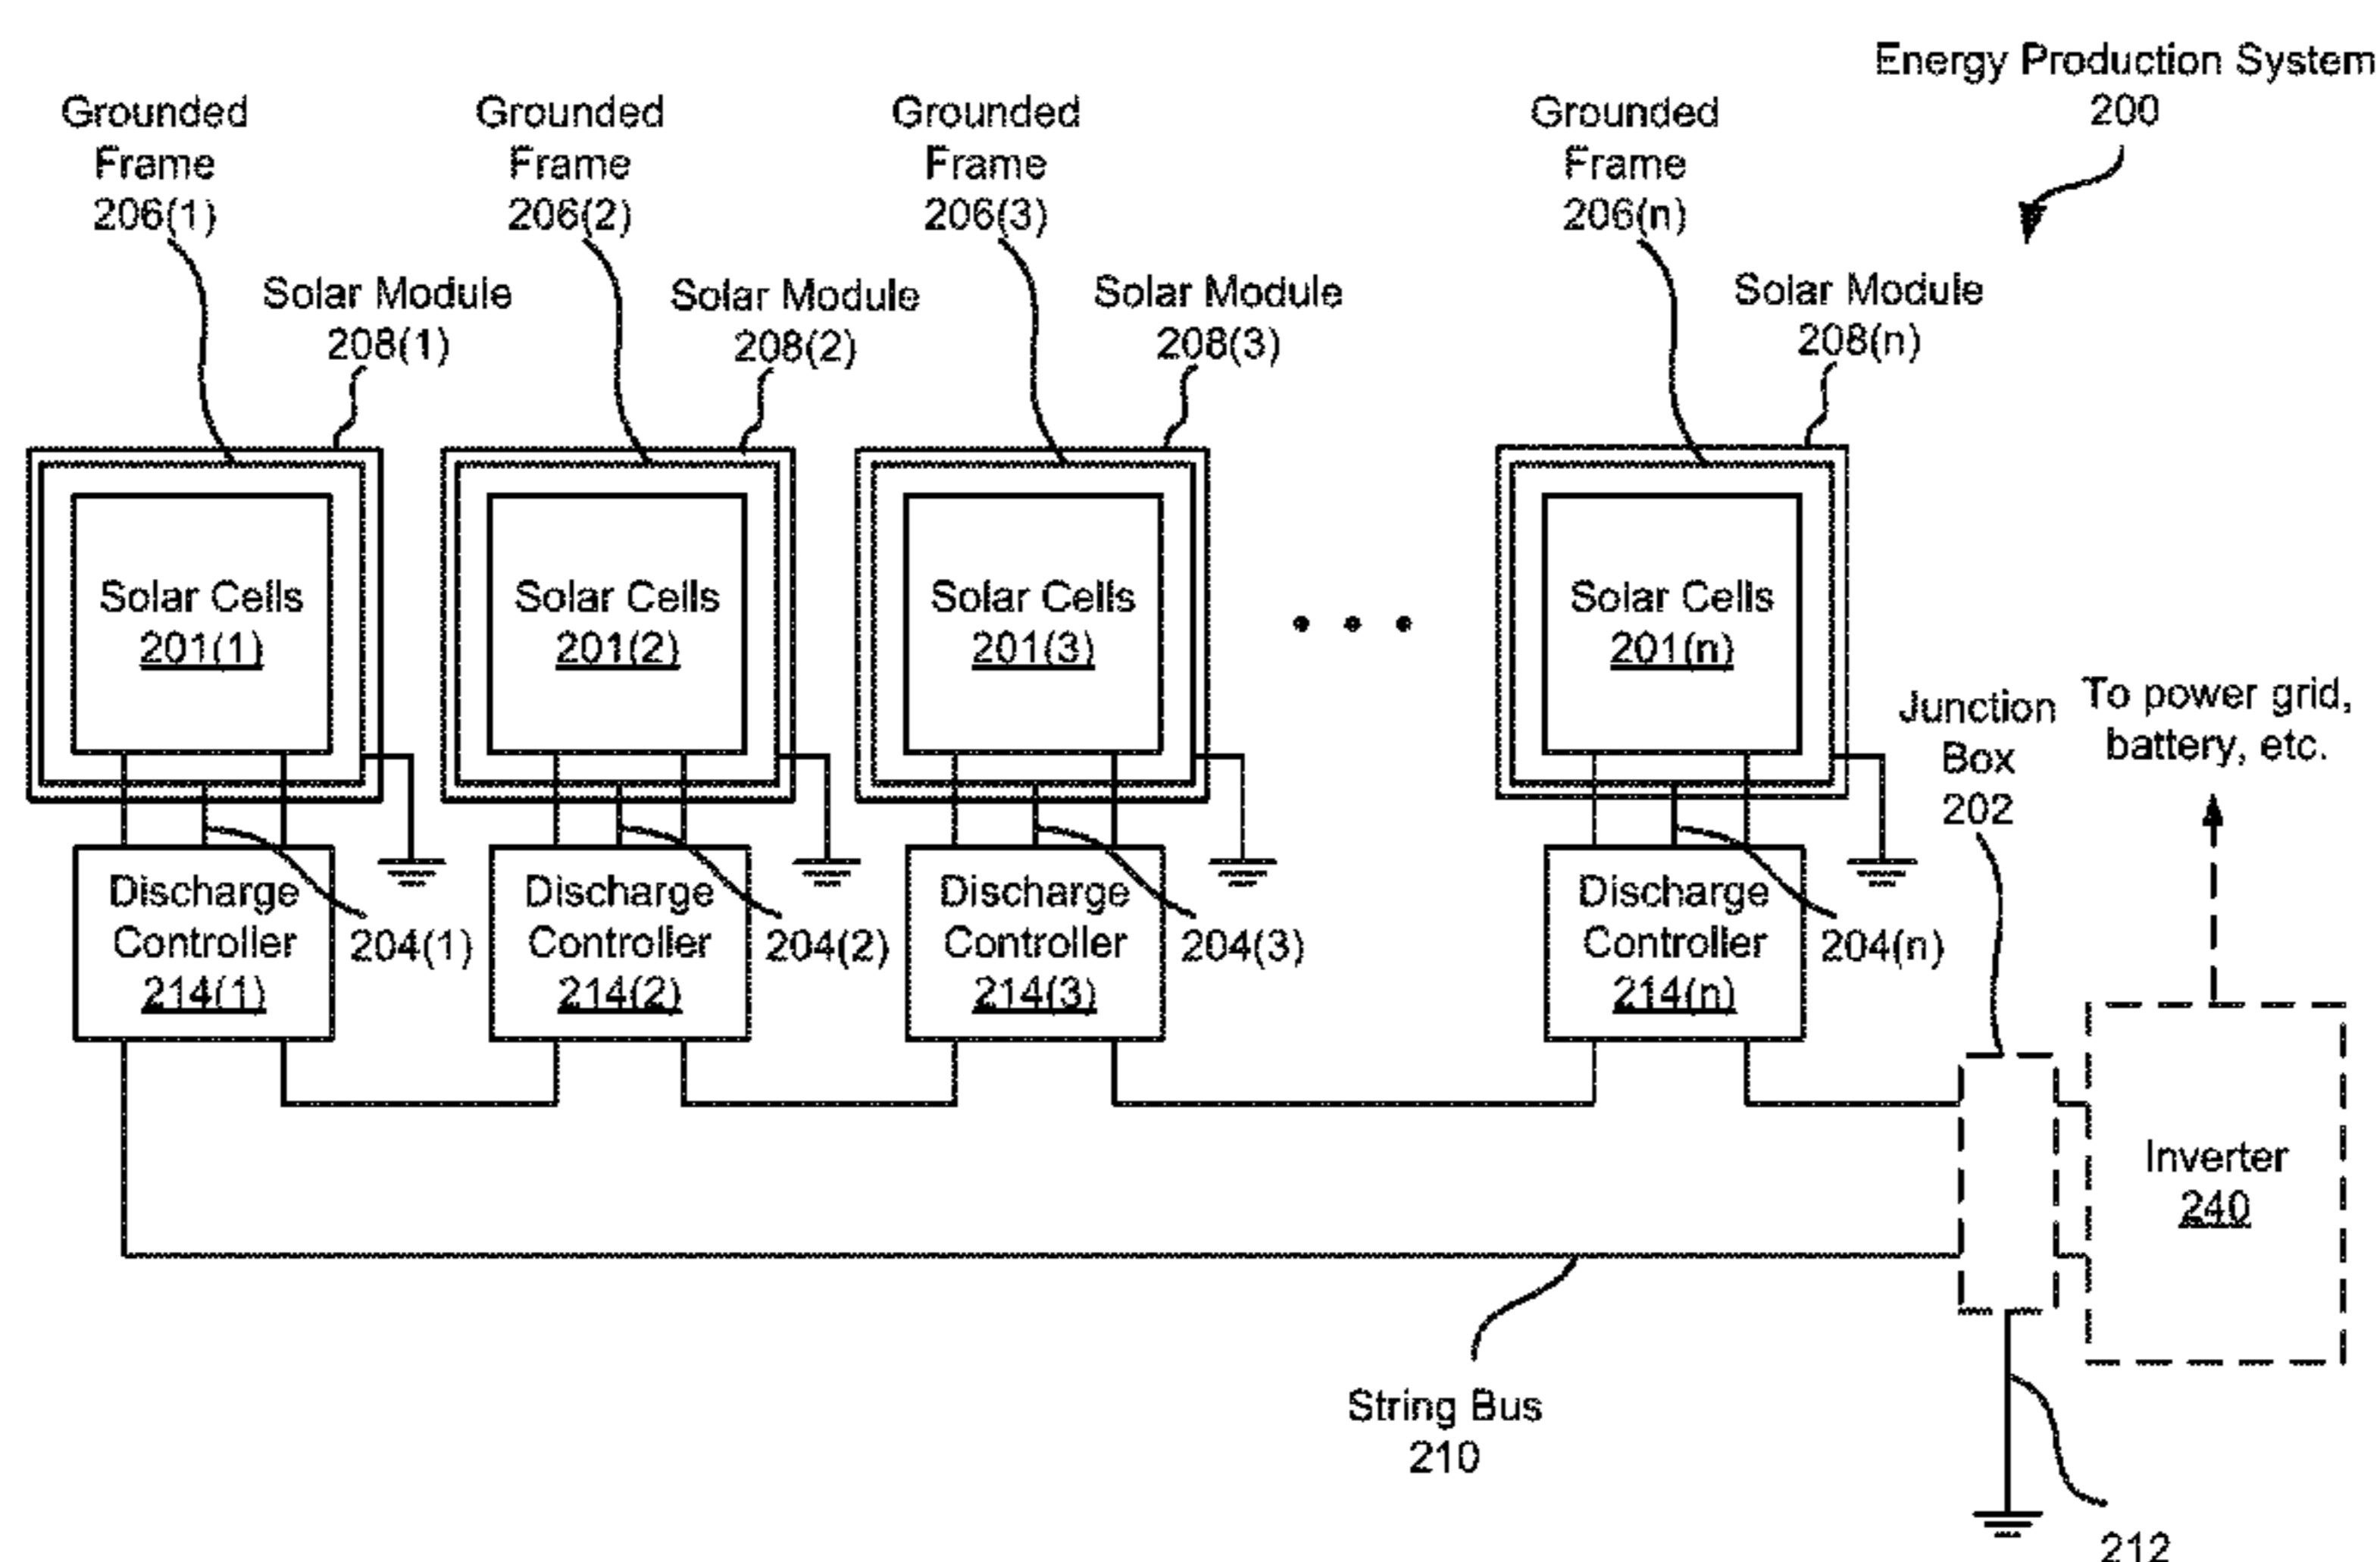 Energy Production System
200
Grounded
Frame
206(1)
Grounded
Frame
206(2)
Grounded
Frame
206(3)
Grounded
Frame
206(n)
Solar Module
208(1)
Solar Module
208(2)
Solar Module
208(3)
Solar Module
208(n)
Solar Cells
201(1)
Solar Cells
201(2)
Solar Cells
201(3)
Solar Cells
201(n)
Junction
Box
202
To power grid,
battery, etc.
Discharge
Controller
214(1)
204(1)
Discharge
Controller
214(2)
204(2)
Discharge
Controller
214(3)
204(3)
Discharge
Controller
214(n)
204(n)
Inverter
240
String Bus
210
212